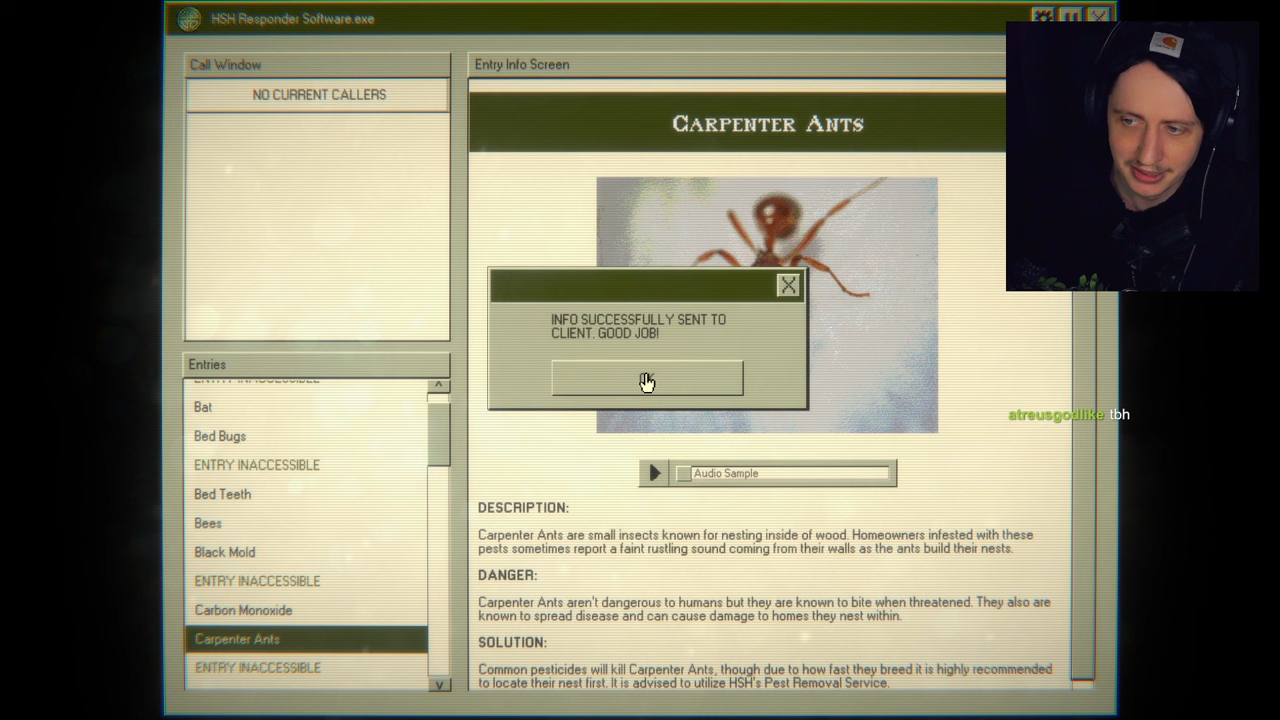 HSH Responder Software.exe
Call Window
NO CURRENT CALLERS
Entries
ENTRY INACCESSIBLE
Bat
Bed Bugs
ENTRY INACCESSIBLE
Bed Teeth
Bees
Black Mold
ENTRY INACCESSIBLE
Carbon Monoxide
Carpenter Ants
ENTRY INACCESSIBLE
Entry Info Screen
CARPENTER ANTS
INFO SUCCESSFULLY SENT TO
CLIENT. GOOD JOB!
Audio Sample
DESCRIPTION:
Carpenter Ants are small insects known for nesting inside of wood. Homeowners infested with these
pests sometimes report a faint rustling sound coming from their walls as the ants build their nests.
DANGER:
Carpenter Ants aren't dangerous to humans but they are known to bite when threatened. They also are
known to spread disease and can cause damage to homes they nest within.
SOLUTION:
Common pesticides will kill Carpenter Ants, though due to how fast they breed it is highly recommended
to locate their nest first. It is advised to utilize HSH's Pest Removal Service.
atreusgodlike tbh